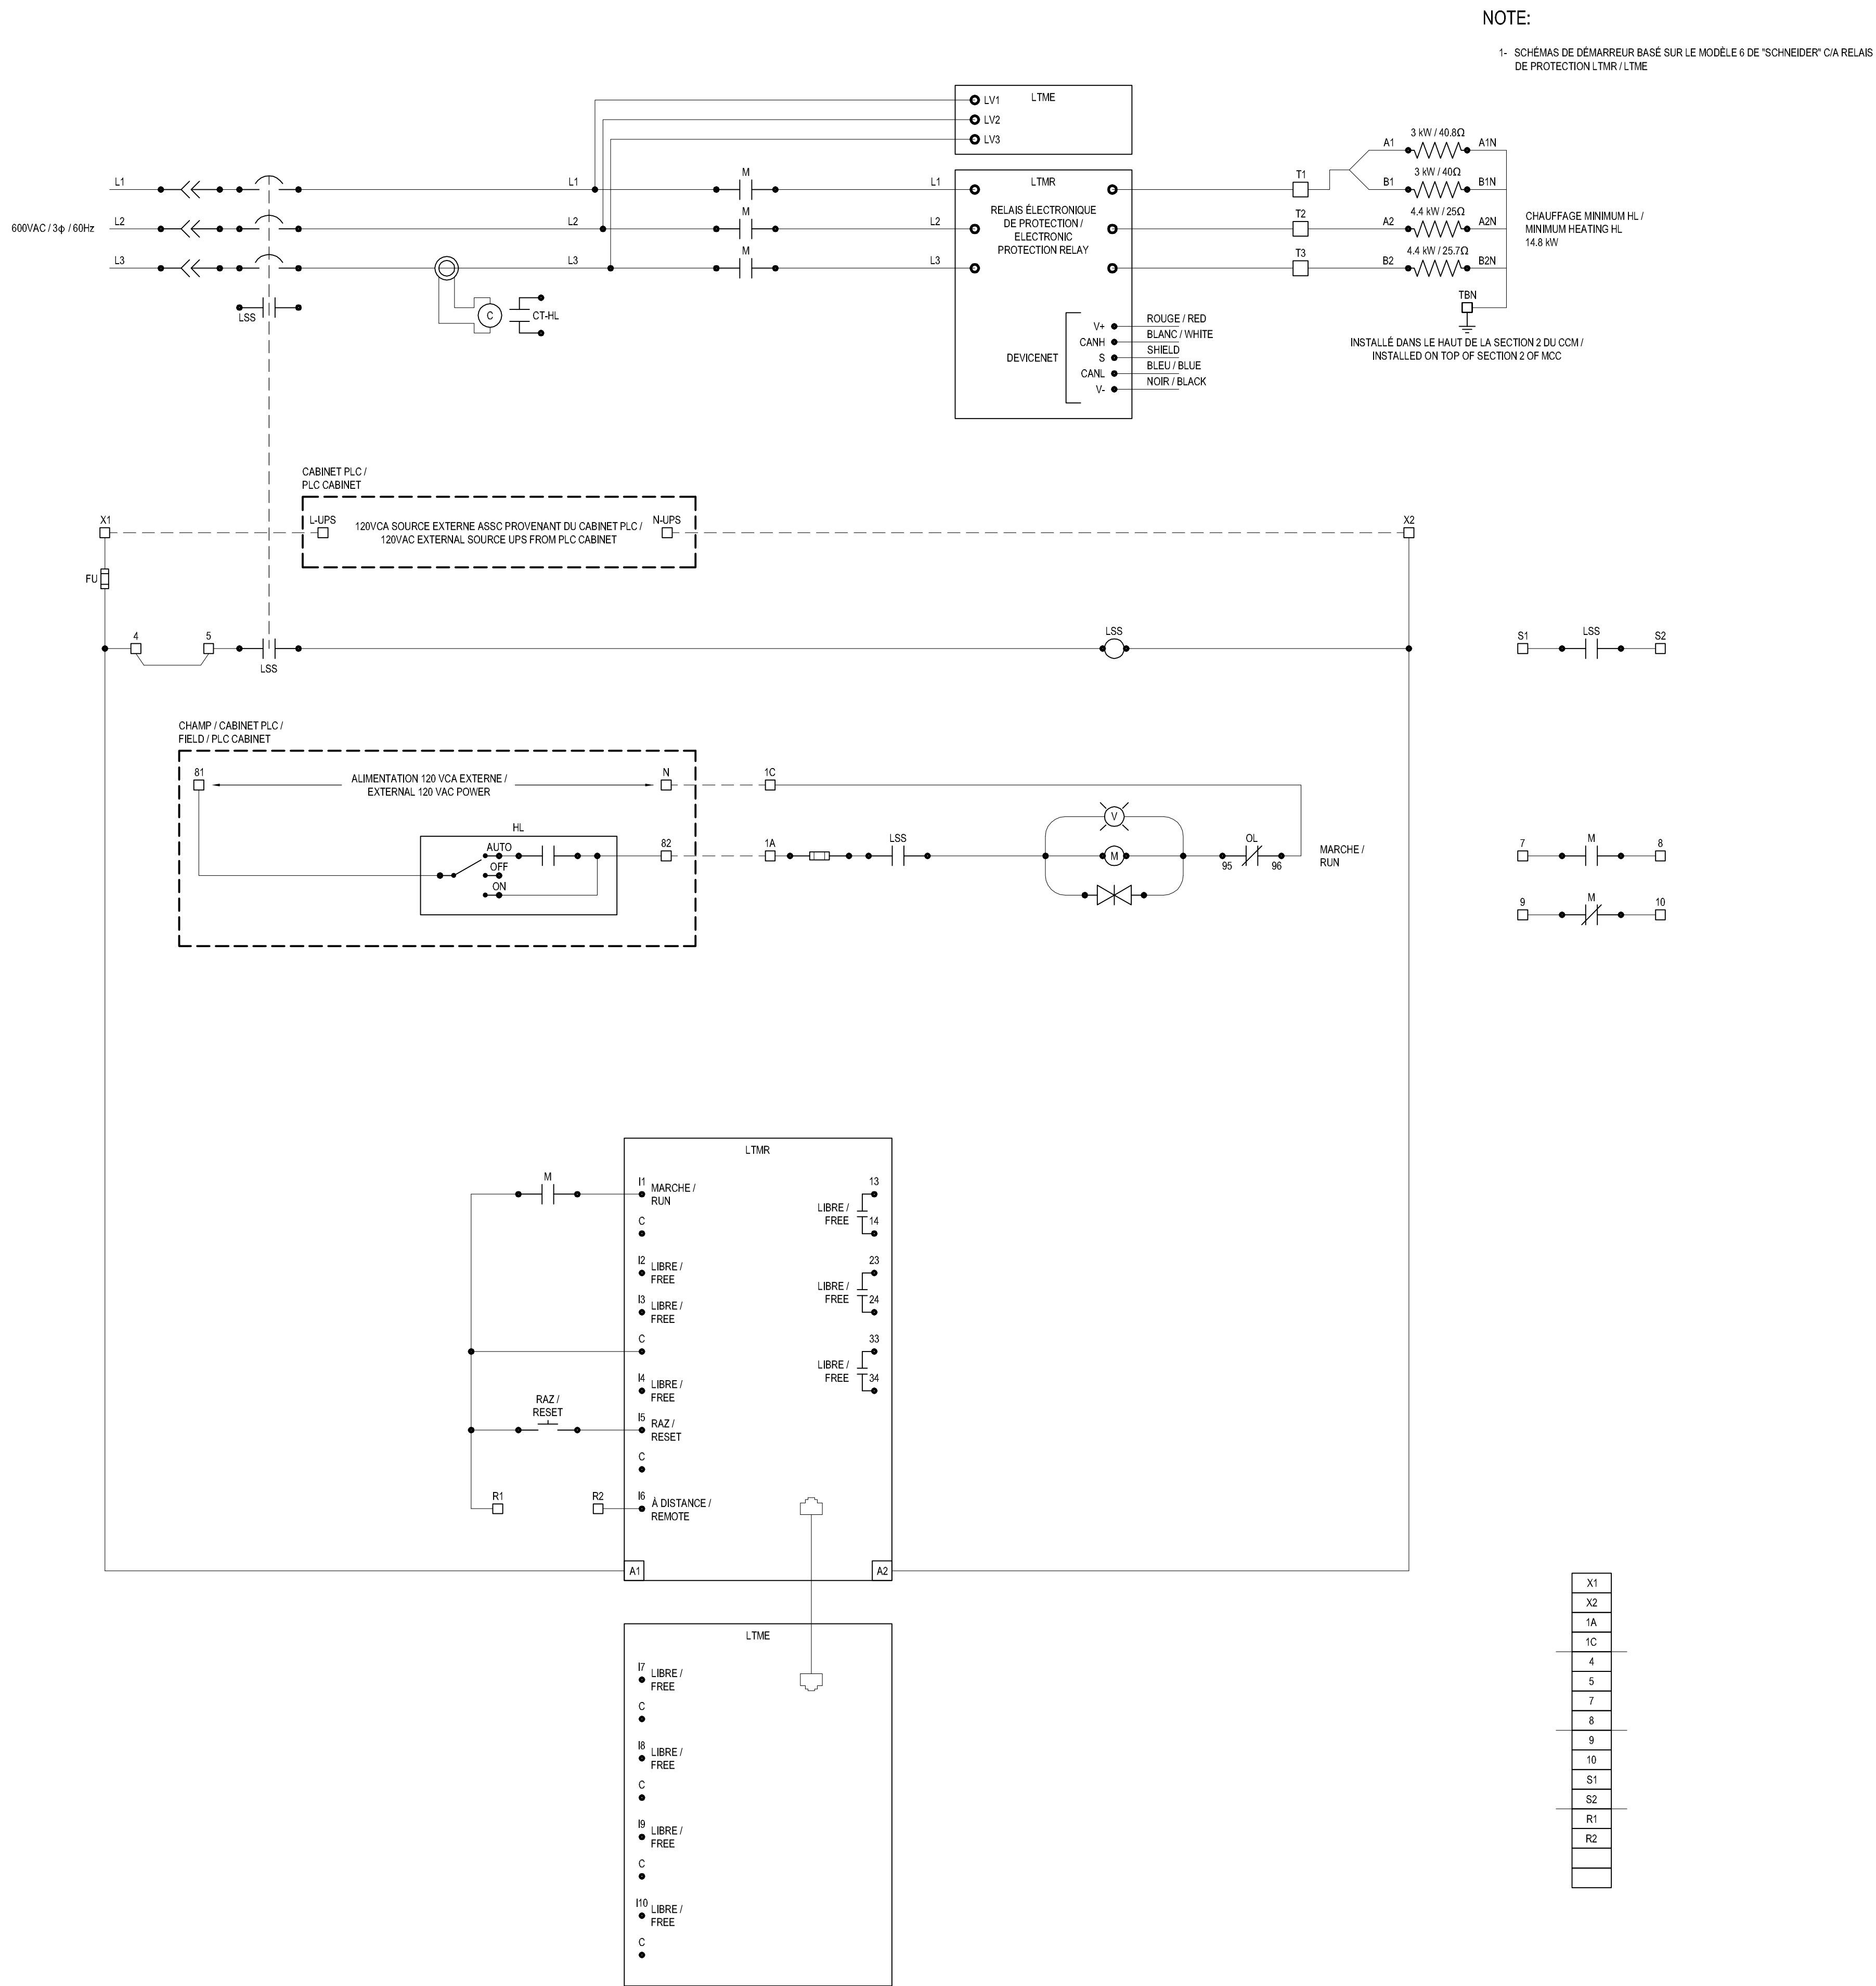 NOTE:
1- SCHÉMAS DE DÉMARREUR BASÉ SUR LE MODÈLE 6 DE "SCHNEIDER" C/A RELAIS
DE PROTECTION LTMR / LTME
LTME
LV1
LV2
LV3
600VAC / 3ϕ / 60Hz
L1
L2
L3
LSS
C
CT-HL
L1
L2
L3
M
M
M
L1
L2
L3
LTMR
RELAIS ÉLECTRONIQUE
DE PROTECTION /
ELECTRONIC
PROTECTION RELAY
DEVICENET
V+
CANH
S
CANL
V-
ROUGE / RED
BLANC / WHITE
SHIELD
BLEU / BLUE
NOIR / BLACK
T1
T2
T3
A1
3 kW / 40.8Ω
A1N
B1
3 kW / 40Ω
B1N
A2
4.4 kW / 25Ω
A2N
B2
4.4 kW / 25.7Ω
B2N
TBN
CHAUFFAGE MINIMUM HL /
MINIMUM HEATING HL
14.8 kW
INSTALLÉ DANS LE HAUT DE LA SECTION 2 DU CCM /
INSTALLED ON TOP OF SECTION 2 OF MCC
CABINET PLC /
PLC CABINET
X1
L-UPS
120VCA SOURCE EXTERNE ASSC PROVENANT DU CABINET PLC /
120VAC EXTERNAL SOURCE UPS FROM PLC CABINET
N-UPS
X2
FU
4
5
LSS
LSS
S1
LSS
S2
CHAMP / CABINET PLC /
FIELD / PLC CABINET
81
ALIMENTATION 120 VCA EXTERNE /
EXTERNAL 120 VAC POWER
N
1C
HL
AUTO
OFF
ON
82
1A
LSS
V
M
OL
95
96
MARCHE /
RUN
7
M
8
9
M
10
LTMR
M
I1
MARCHE /
RUN
C
I2
LIBRE /
FREE
I3
LIBRE /
FREE
C
I4
LIBRE /
FREE
RAZ /
RESET
I5
RAZ /
RESET
C
R1
R2
I6
À DISTANCE /
REMOTE
13
LIBRE /
FREE
14
23
LIBRE /
FREE
24
33
LIBRE /
FREE
34
A1
A2
LTME
I7
LIBRE /
FREE
C
I8
LIBRE /
FREE
C
I9
LIBRE /
FREE
C
I10
LIBRE /
FREE
C
X1
X2
1A
1C
4
5
7
8
9
10
S1
S2
R1
R2